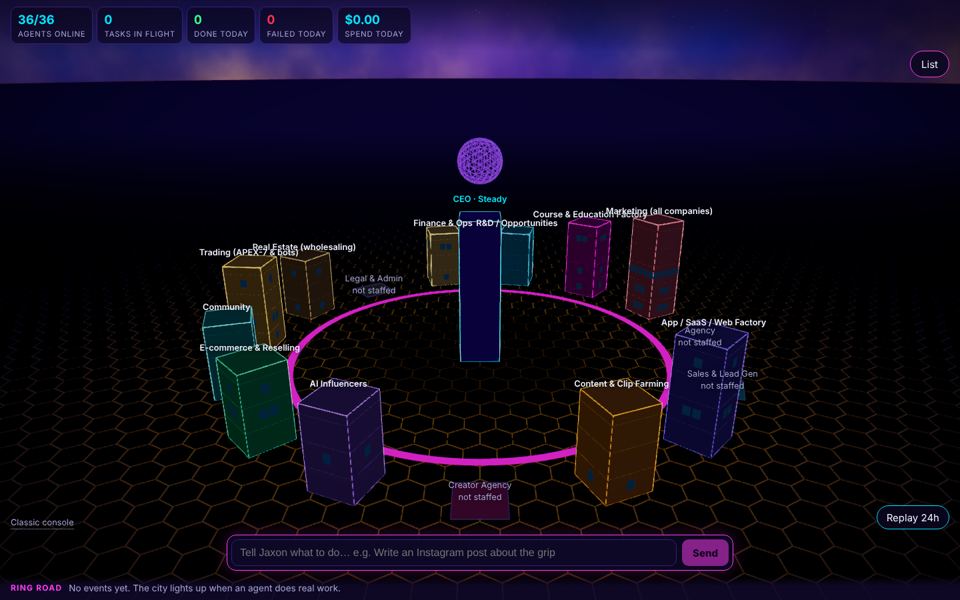 36/36
AGENTS ONLINE
0
TASKS IN FLIGHT
0
DONE TODAY
0
FAILED TODAY
$0.00
SPEND TODAY
List
CEO · Steady
Course & Education Factory
Marketing (all companies)
Finance & Ops
R&D / Opportunities
Real Estate (wholesaling)
Trading (APEX-7 & bots)
Legal & Admin
not staffed
Community
App / SaaS / Web Factory
Agency
not staffed
E-commerce & Reselling
Sales & Lead Gen
not staffed
AI Influencers
Content & Clip Farming
Creator Agency
not staffed
Classic console
Replay 24h
Tell Jaxon what to do… e.g. Write an Instagram post about the grip
Send
RING ROAD No events yet. The city lights up when an agent does real work.